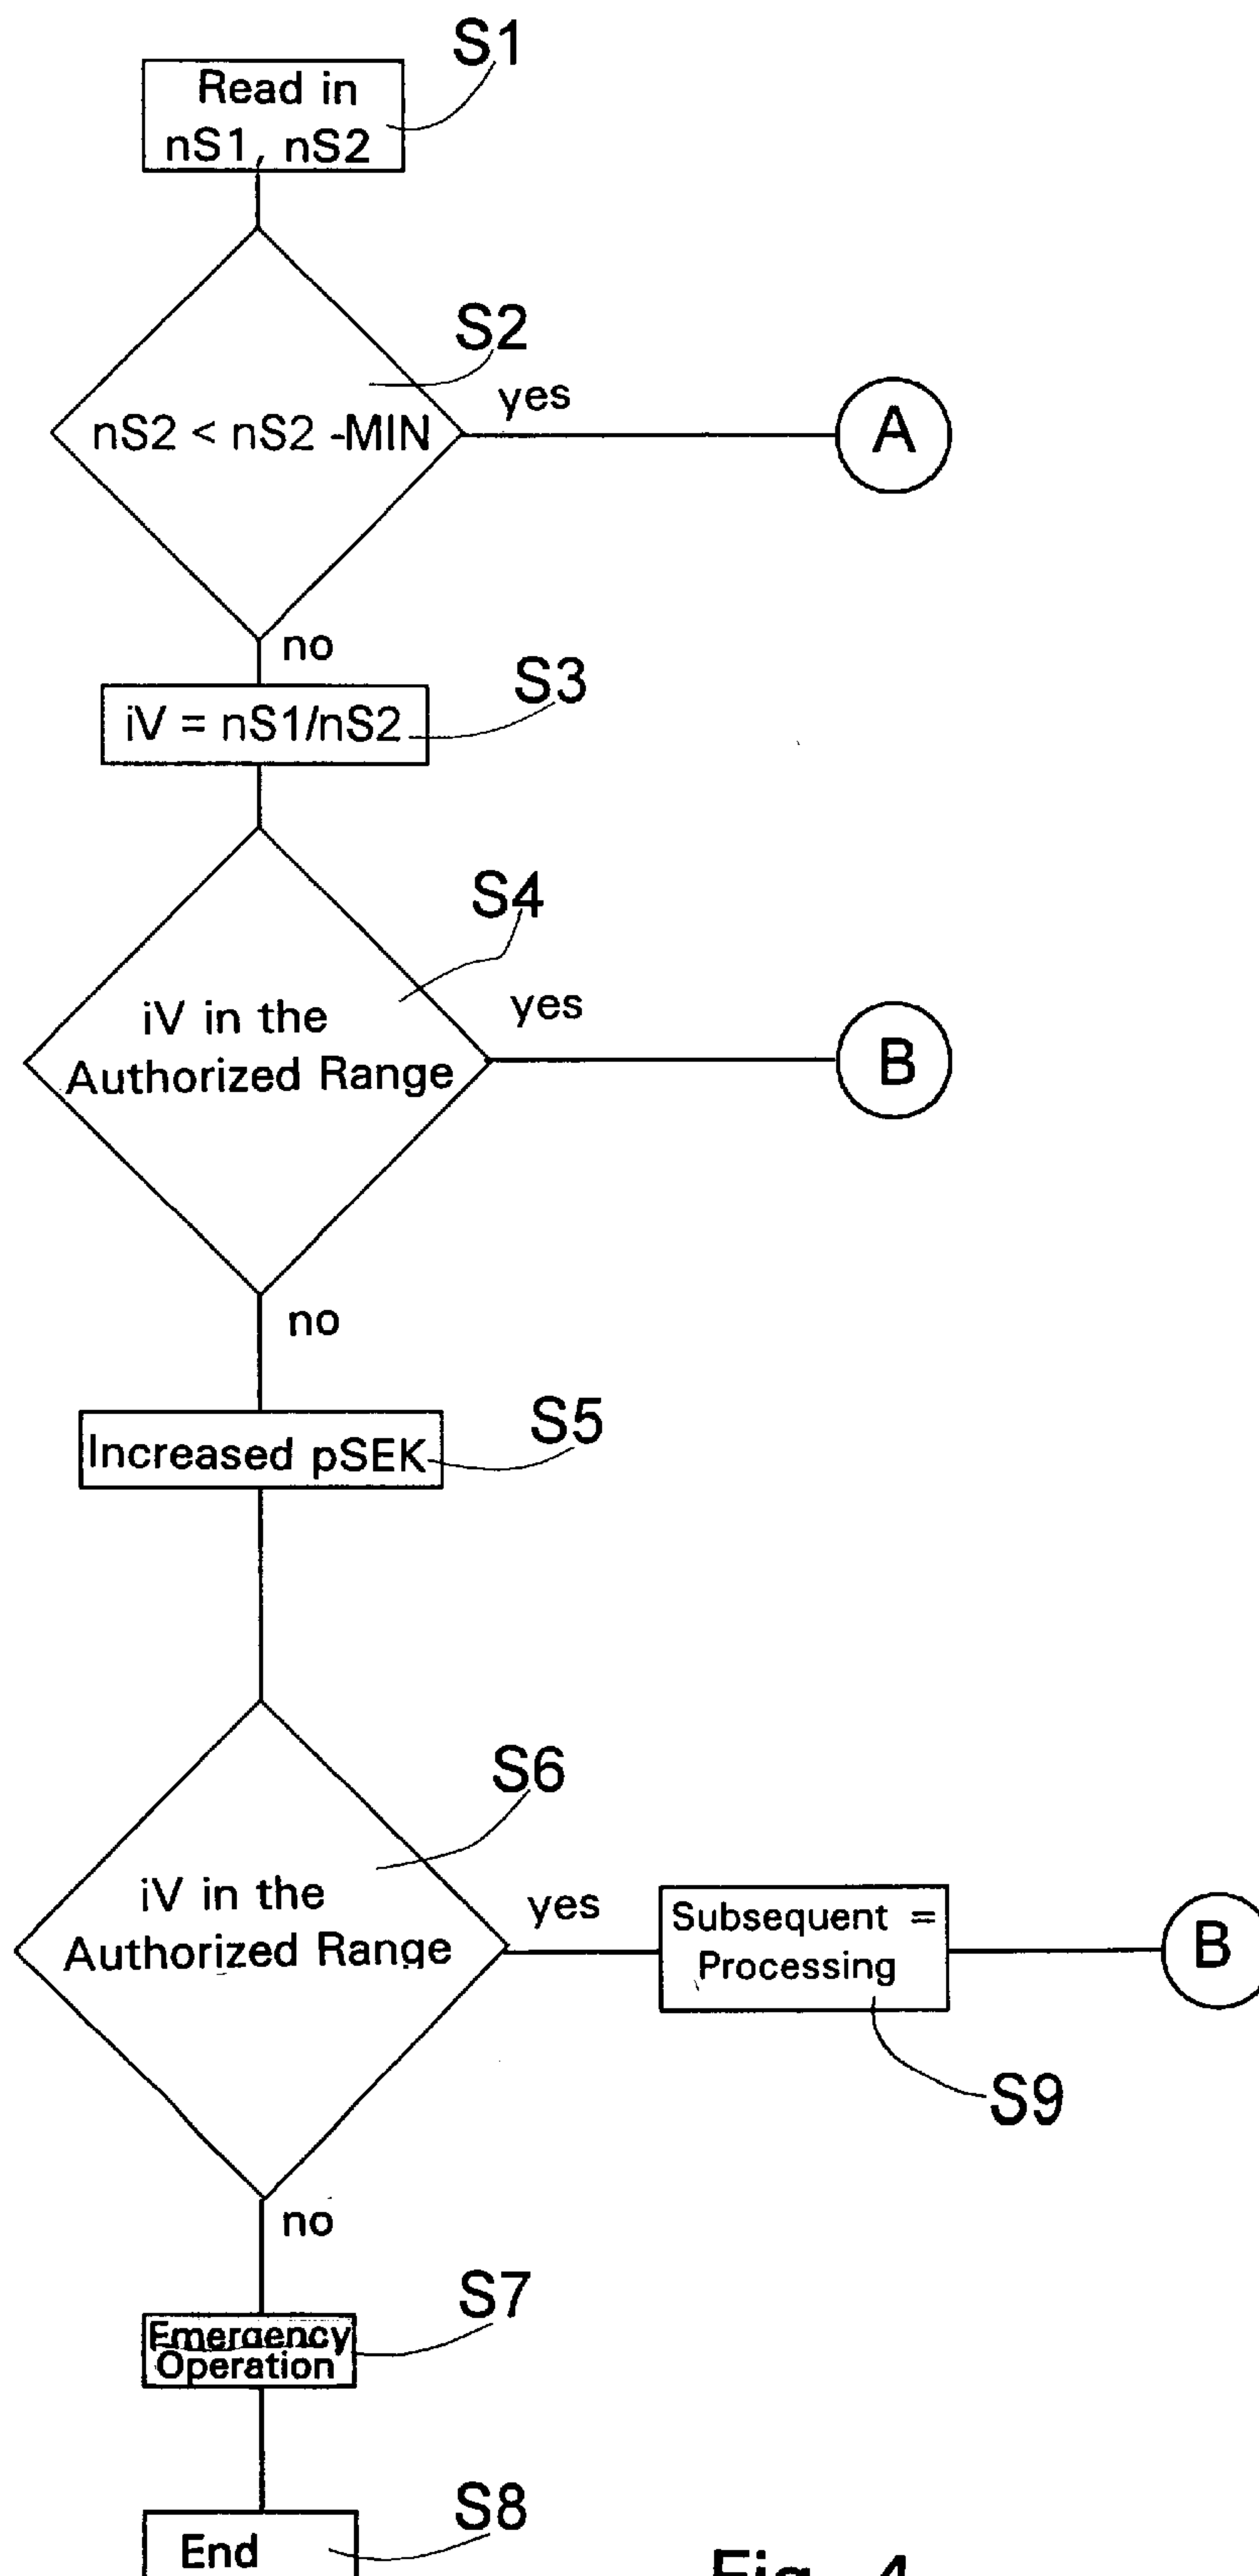 S1
Read in
nS1, nS2
S2
yes
nS2 < nS2 -MIN
A
no
S3
iV = nS1/nS2
S4
yes
iV in the
Authorized Range
B
no
S5
Increased pSEK
S6
iV in the
Authorized Range
yes
Subsequent =
Processing
B
S9
no
S7
Emergency
Operation
S8
End
Fig. 4